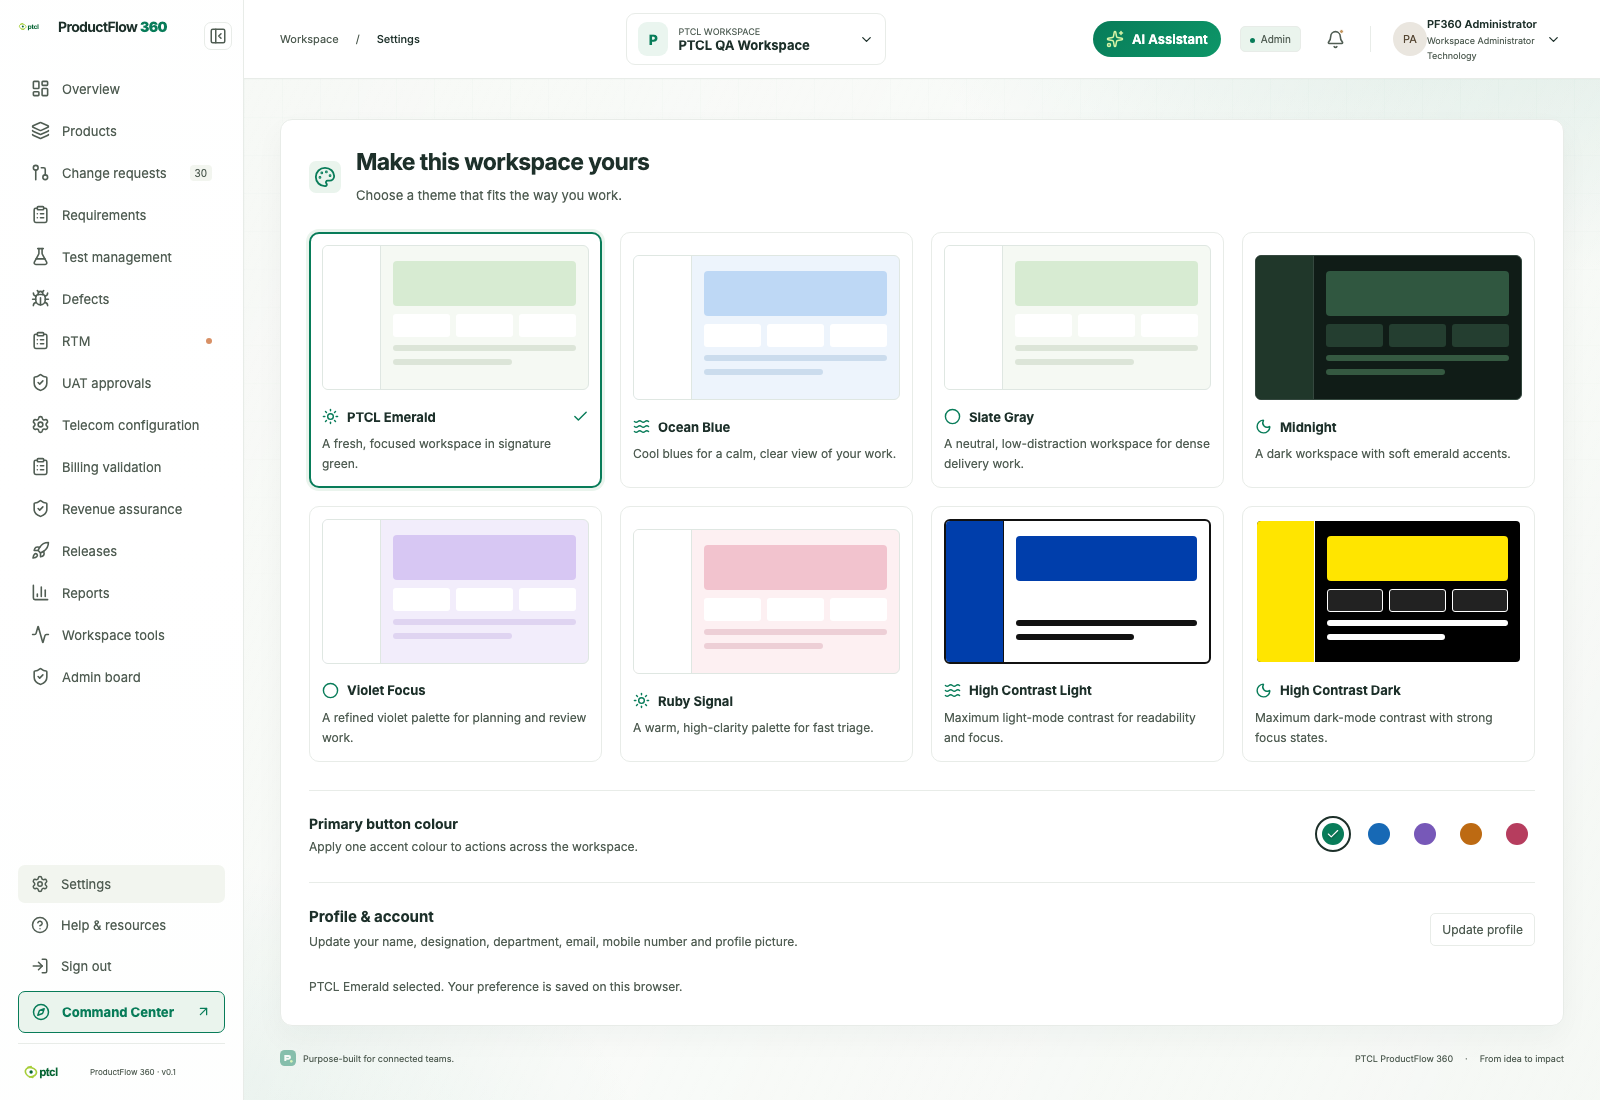 ptcl
ProductFlow 360
Workspace / Settings
P
PTCL WORKSPACE
PTCL QA Workspace
AI Assistant
Admin
PA
PF360 Administrator
Workspace Administrator
Technology
Overview
Products
Change requests 30
Requirements
Test management
Defects
RTM
UAT approvals
Telecom configuration
Billing validation
Revenue assurance
Releases
Reports
Workspace tools
Admin board
Settings
Help & resources
Sign out
Command Center
ptcl
ProductFlow 360 · v0.1
Make this workspace yours
Choose a theme that fits the way you work.
PTCL Emerald
A fresh, focused workspace in signature
green.
Ocean Blue
Cool blues for a calm, clear view of your work.
Slate Gray
A neutral, low-distraction workspace for dense
delivery work.
Midnight
A dark workspace with soft emerald accents.
Violet Focus
A refined violet palette for planning and review
work.
Ruby Signal
A warm, high-clarity palette for fast triage.
High Contrast Light
Maximum light-mode contrast for readability
and focus.
High Contrast Dark
Maximum dark-mode contrast with strong
focus states.
Primary button colour
Apply one accent colour to actions across the workspace.
Profile & account
Update your name, designation, department, email, mobile number and profile picture.
Update profile
PTCL Emerald selected. Your preference is saved on this browser.
P.
Purpose-built for connected teams.
PTCL ProductFlow 360 · From idea to impact